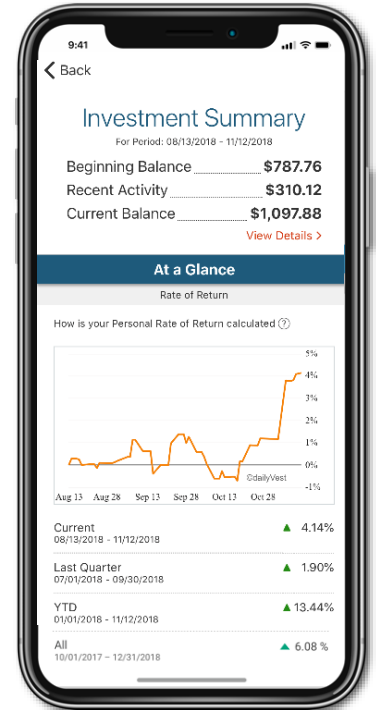 9:41
Back
Investment Summary
For Period: 08/13/2018 - 11/12/2018
Beginning Balance $787.76
Recent Activity $310.12
Current Balance $1,097.88
View Details >
At a Glance
Rate of Return
How is your Personal Rate of Return calculated ?
5%
4%
3%
2%
1%
0%
-1%
©dailyVest
Aug 13 Aug 28 Sep 13 Sep 28 Oct 13 Oct 28
Current ▲ 4.14%
08/13/2018 - 11/12/2018
Last Quarter ▲ 1.90%
07/01/2018 - 09/30/2018
YTD ▲ 13.44%
01/01/2018 - 11/12/2018
All ▲ 6.08 %
10/01/2017 – 12/31/2018